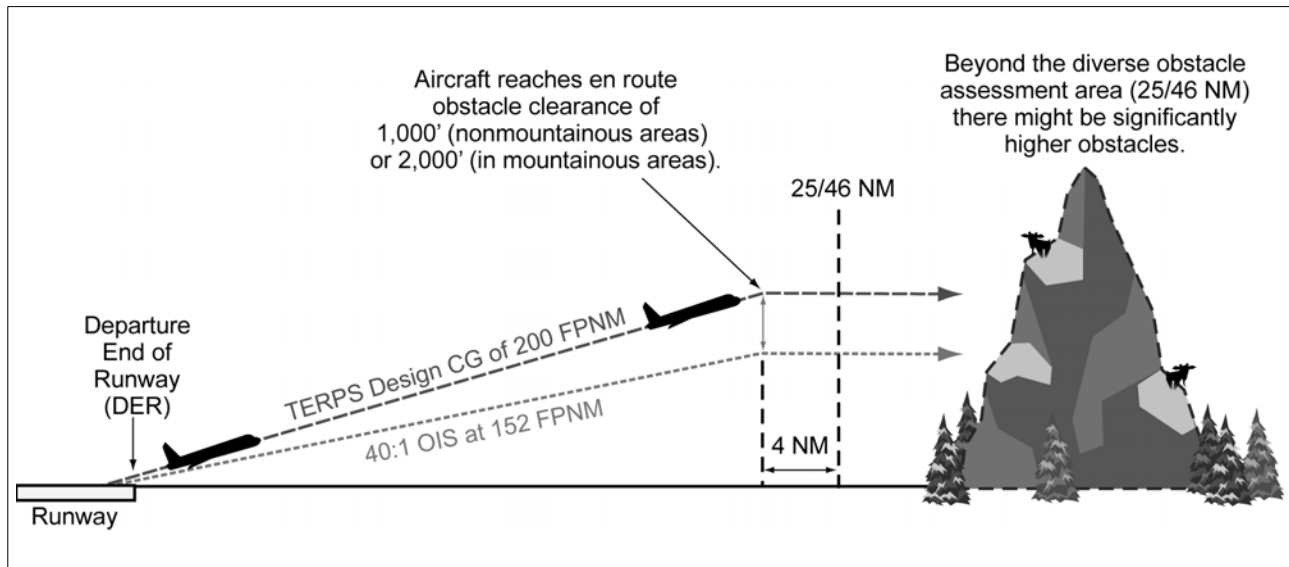 Aircraft reaches en route
obstacle clearance of
1,000’ (nonmountainous areas)
or 2,000’ (in mountainous areas).
Beyond the diverse obstacle
assessment area (25/46 NM)
there might be significantly
higher obstacles.
25/46 NM
Departure
End of
Runway
(DER)
TERPS Design CG of 200 FPNM
40:1 OIS at 152 FPNM
4 NM
Runway